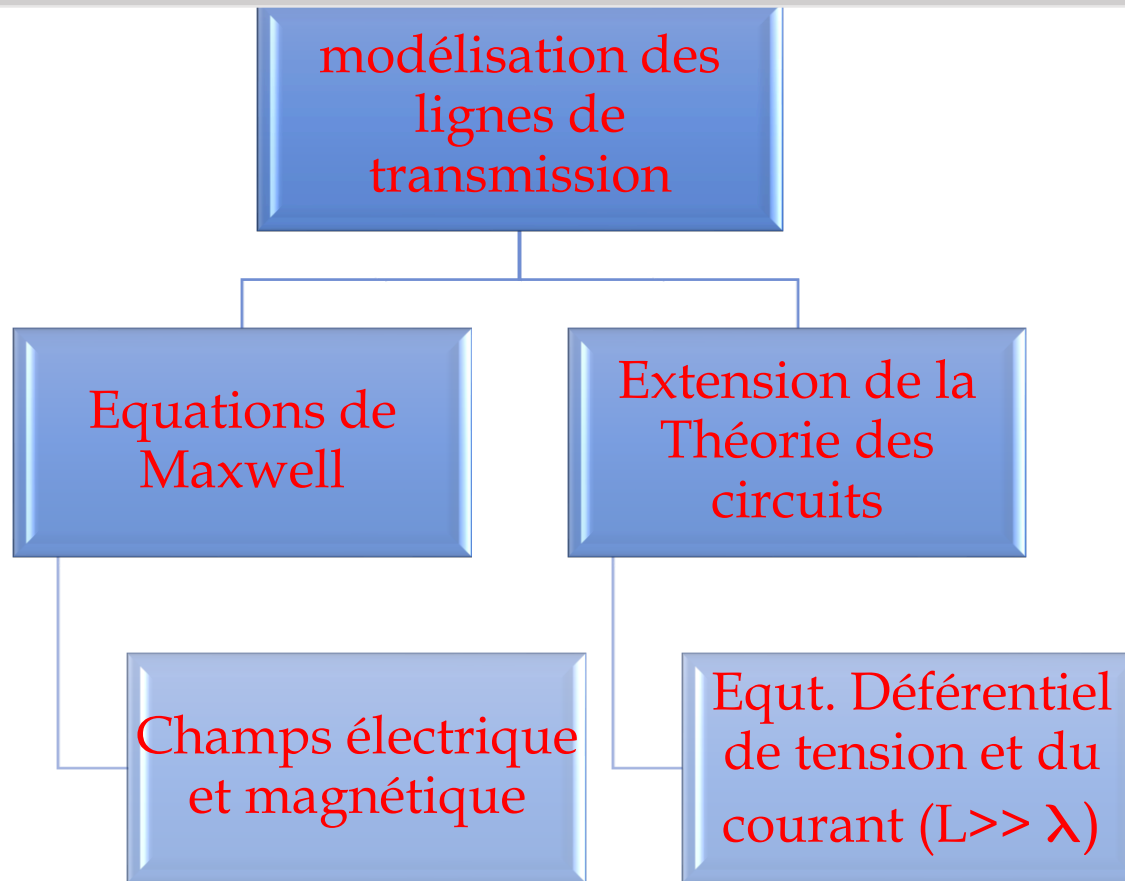 modélisation des
lignes de
transmission
Equations de
Maxwell
Extension de la
Théorie des
circuits
Champs électrique
et magnétique
Equt. Déférentiel
de tension et du
courant (L>> λ)